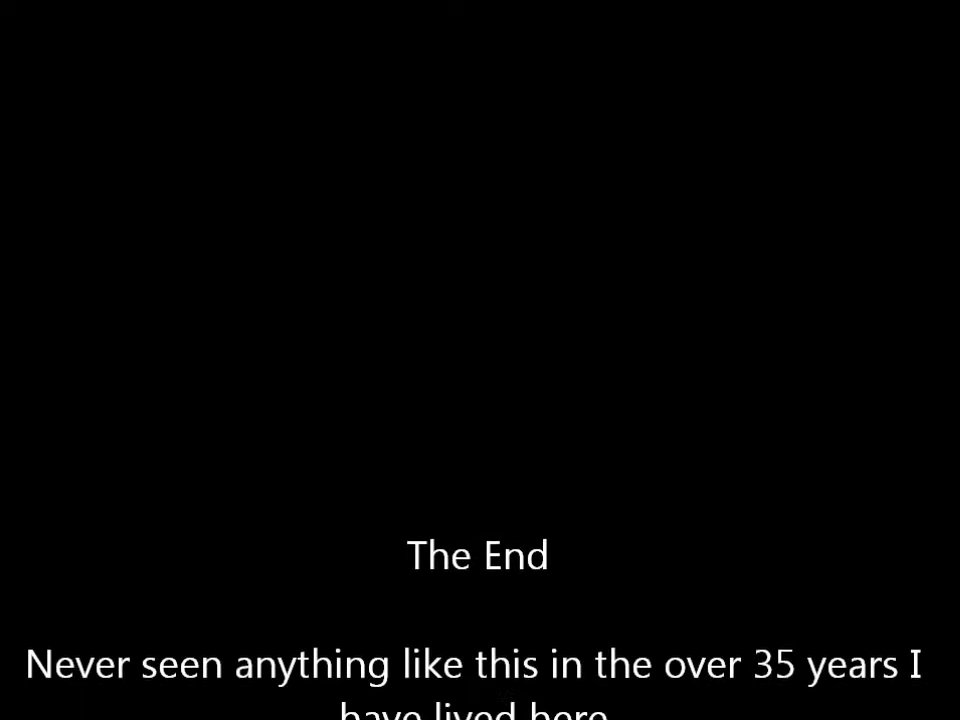 The End
Never seen anything like this in the over 35 years I
have lived here